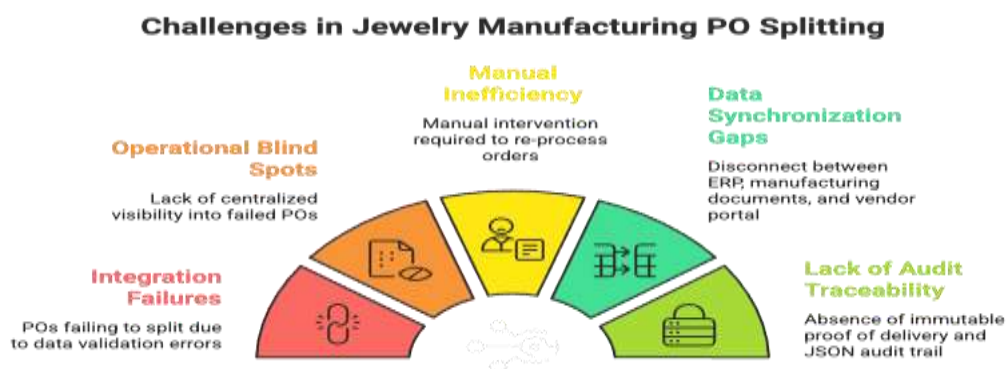 Challenges in Jewelry Manufacturing PO Splitting
Manual
Inefficiency
Manual intervention
required to re-process
orders
Data
Synchronization
Gaps
Disconnect between
ERP, manufacturing
documents, and vendor
portal
Operational Blind
Spots
Lack of centralized
visibility into failed POs
Integration
Failures
POs failing to split due
to data validation errors
Lack of Audit
Traceability
Absence of immutable
proof of delivery and
JSON audit trail